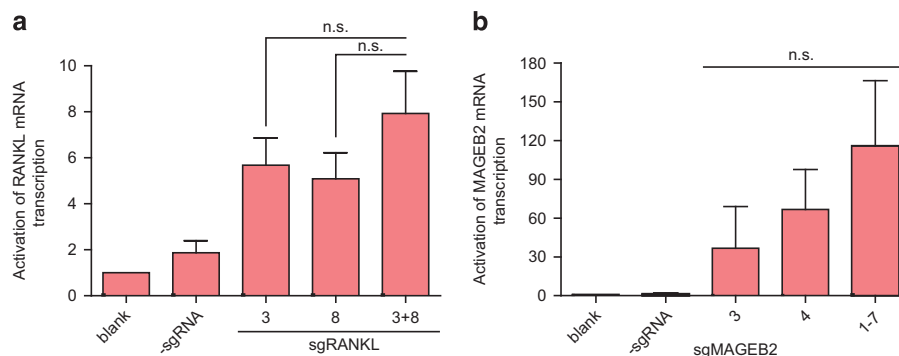 a
n.s.
n.s.
Activation of RANKL mRNA
transcription
10
8
6
4
2
0
blank
-sgRNA
3
8
3+8
sgRANKL
b
n.s.
Activation of MAGEB2 mRNA
transcription
180
150
120
90
60
30
0
blank
-sgRNA
3
4
1-7
sgMAGEB2